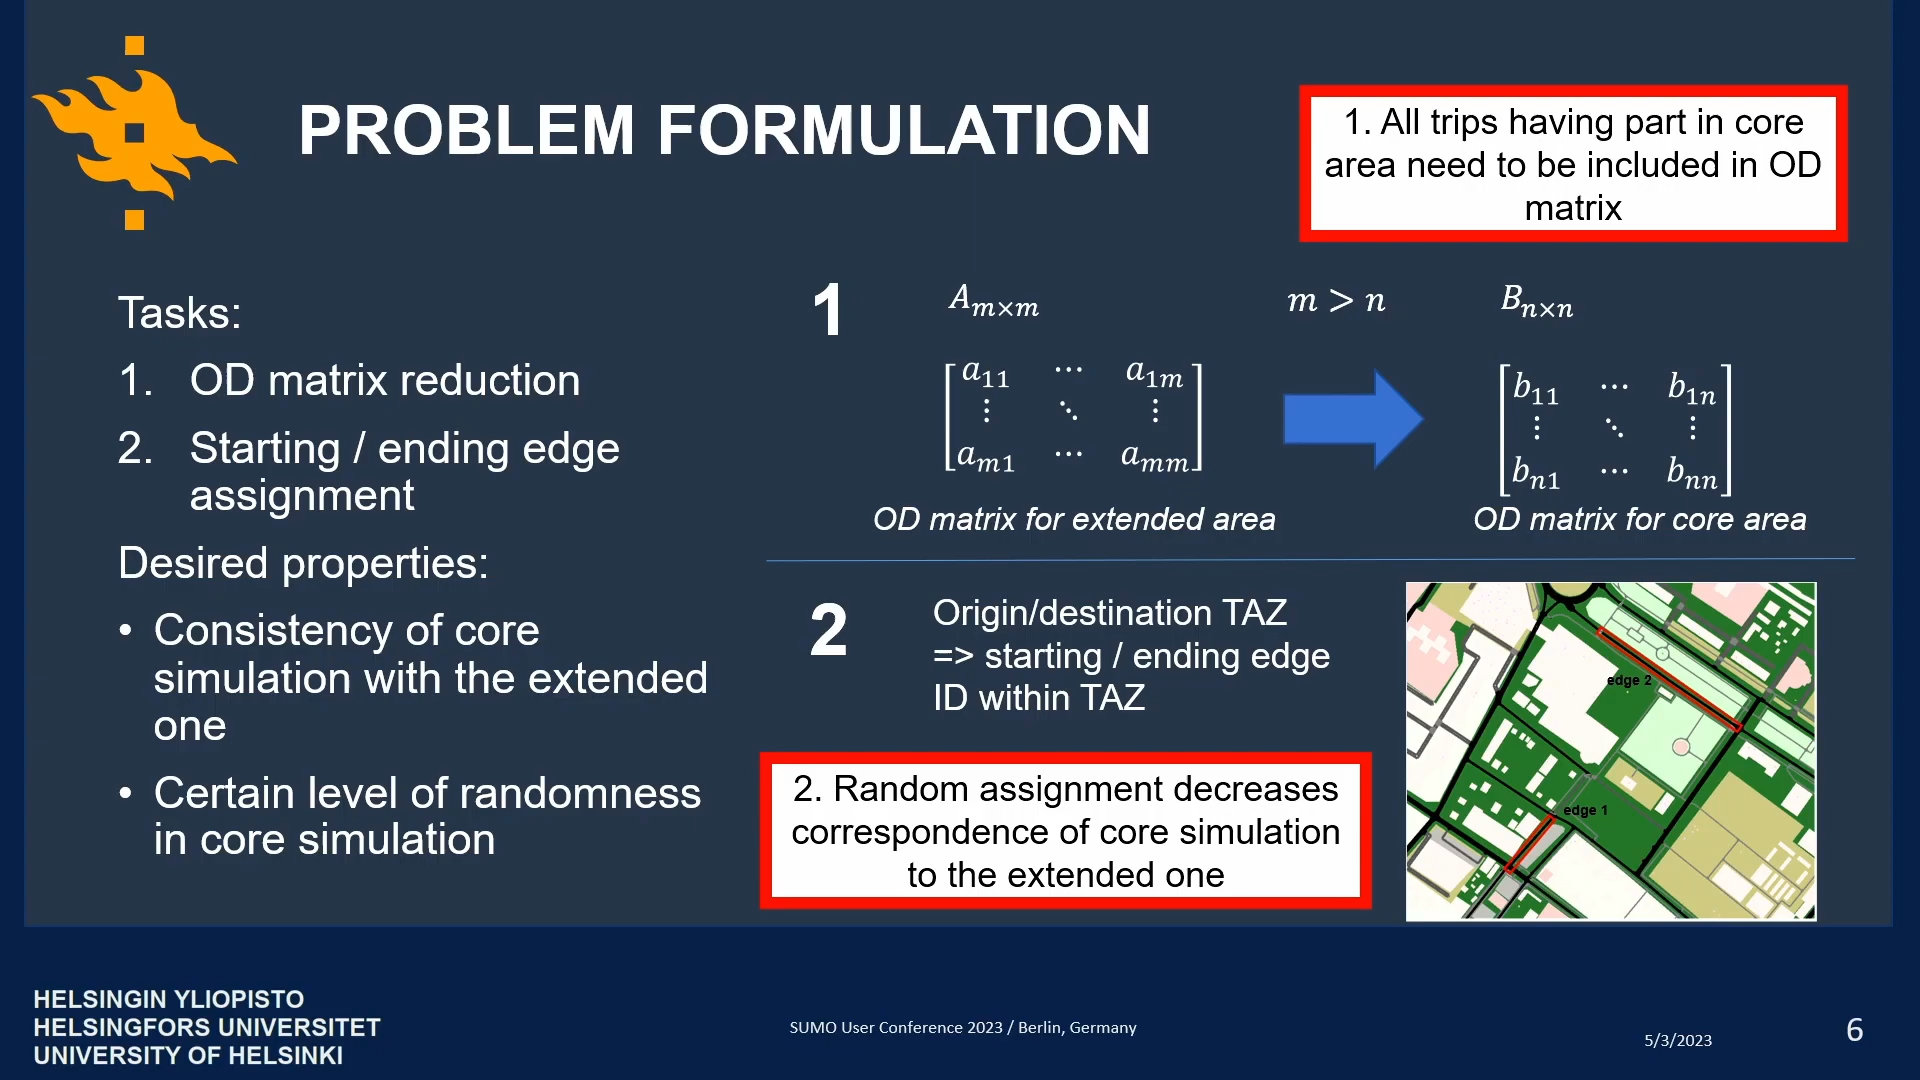 PROBLEM FORMULATION
1. All trips having part in core
area need to be included in OD
matrix
Tasks:
1. OD matrix reduction
2. Starting / ending edge
assignment
Desired properties:
• Consistency of core
simulation with the extended
one
• Certain level of randomness
in core simulation
1
A_{m×m} m > n B_{n×n}
[a_{11} ⋯ a_{1m}
⋮ ⋱ ⋮
a_{m1} ⋯ a_{mm}]
OD matrix for extended area
[b_{11} ⋯ b_{1n}
⋮ ⋱ ⋮
b_{n1} ⋯ b_{nn}]
OD matrix for core area
2
Origin/destination TAZ
=> starting / ending edge
ID within TAZ
2. Random assignment decreases
correspondence of core simulation
to the extended one
edge 2
edge 1
HELSINGIN YLIOPISTO
HELSINGFORS UNIVERSITET
UNIVERSITY OF HELSINKI
SUMO User Conference 2023 / Berlin, Germany
5/3/2023
6